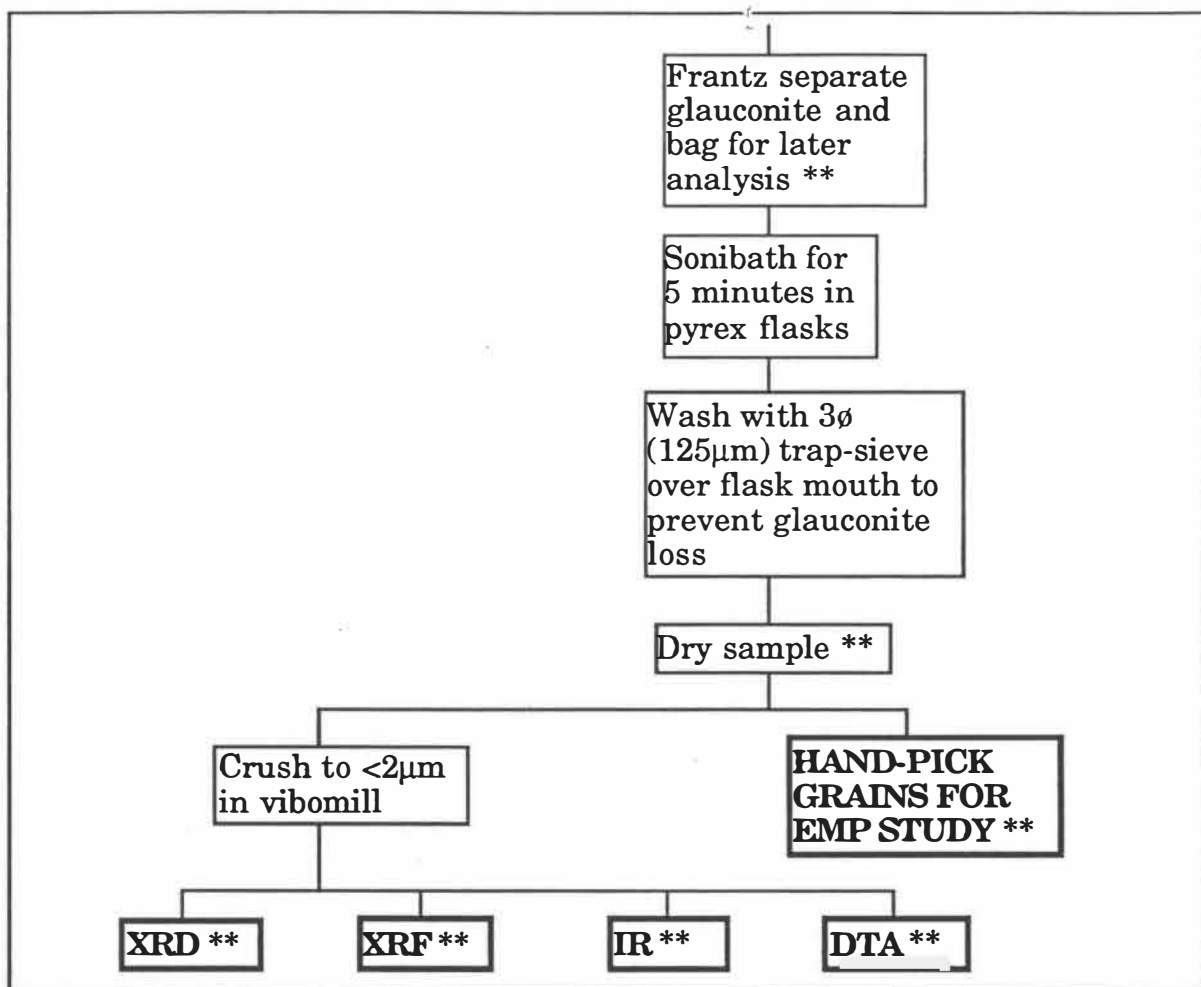 Frantz separate
glauconite and
bag for later
analysis **
Sonibath for
5 minutes in
pyrex flasks
Wash with 3ø
(125µm) trap-sieve
over flask mouth to
prevent glauconite
loss
Dry sample **
Crush to <2µm
in vibomill
HAND-PICK
GRAINS FOR
EMP STUDY **
XRD **
XRF **
IR **
DTA **